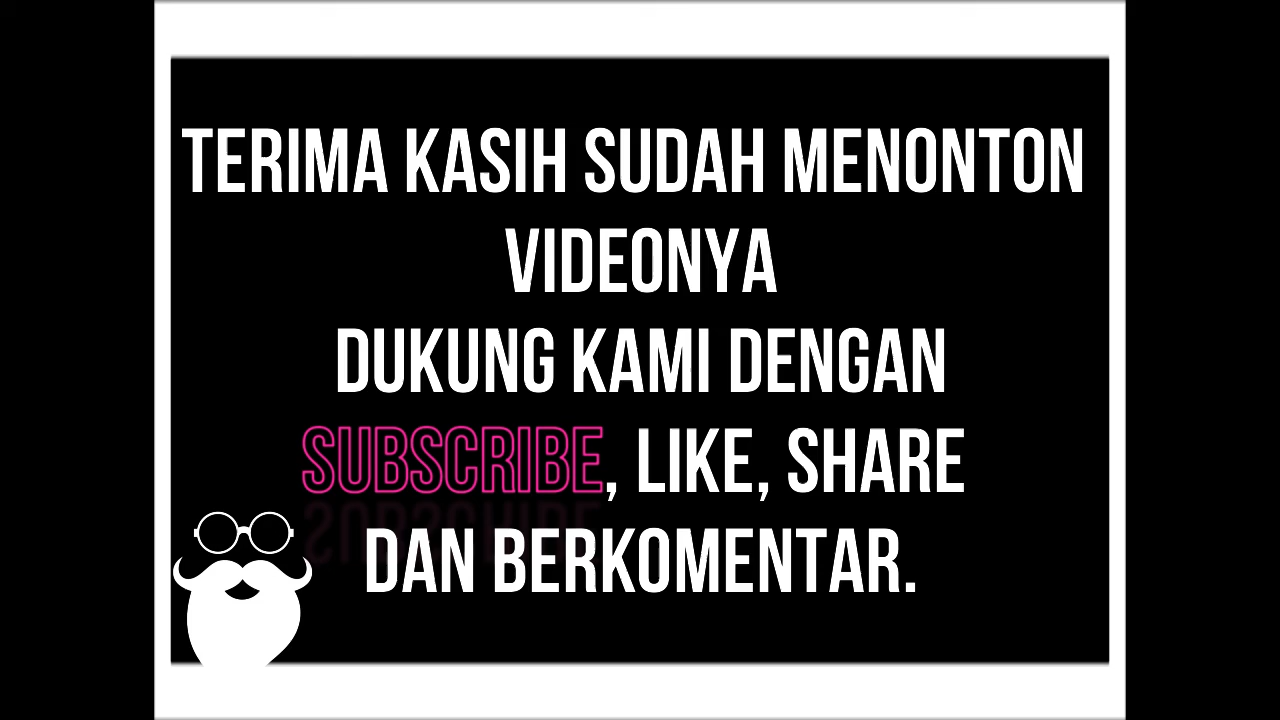 TERIMA KASIH SUDAH MENONTON
VIDEONYA
DUKUNG KAMI DENGAN
SUBSCRIBE, LIKE, SHARE
DAN BERKOMENTAR.